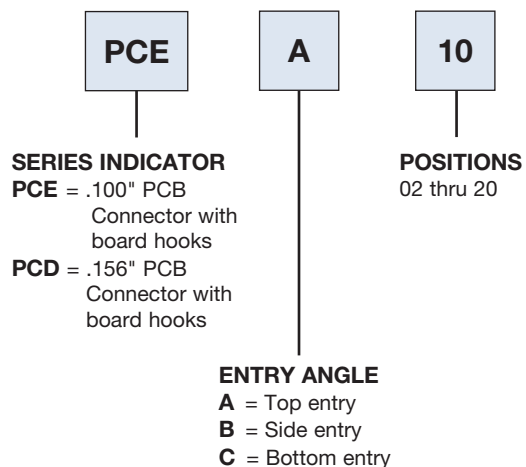 PCE A 10
SERIES INDICATOR
PCE = .100" PCB
Connector with
board hooks
PCD = .156" PCB
Connector with
board hooks
POSITIONS
02 thru 20
ENTRY ANGLE
A = Top entry
B = Side entry
C = Bottom entry